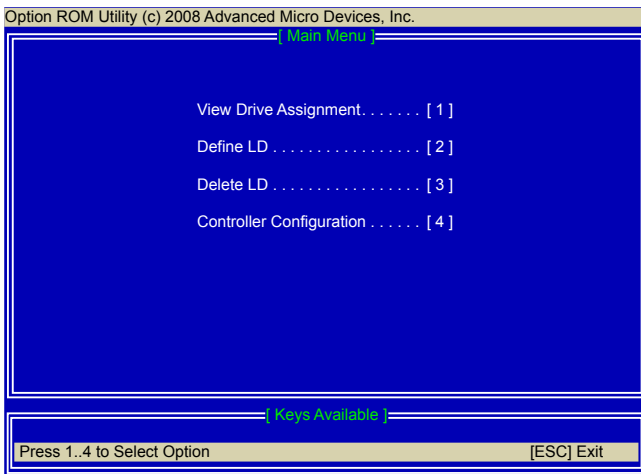 Option ROM Utility (c) 2008 Advanced Micro Devices, Inc.
[ Main Menu ]
View Drive Assignment. . . . . . . [ 1 ]
Define LD . . . . . . . . . . . . . . . . . [ 2 ]
Delete LD . . . . . . . . . . . . . . . . . [ 3 ]
Controller Configuration . . . . . . [ 4 ]
[ Keys Available ]
Press 1..4 to Select Option [ESC] Exit